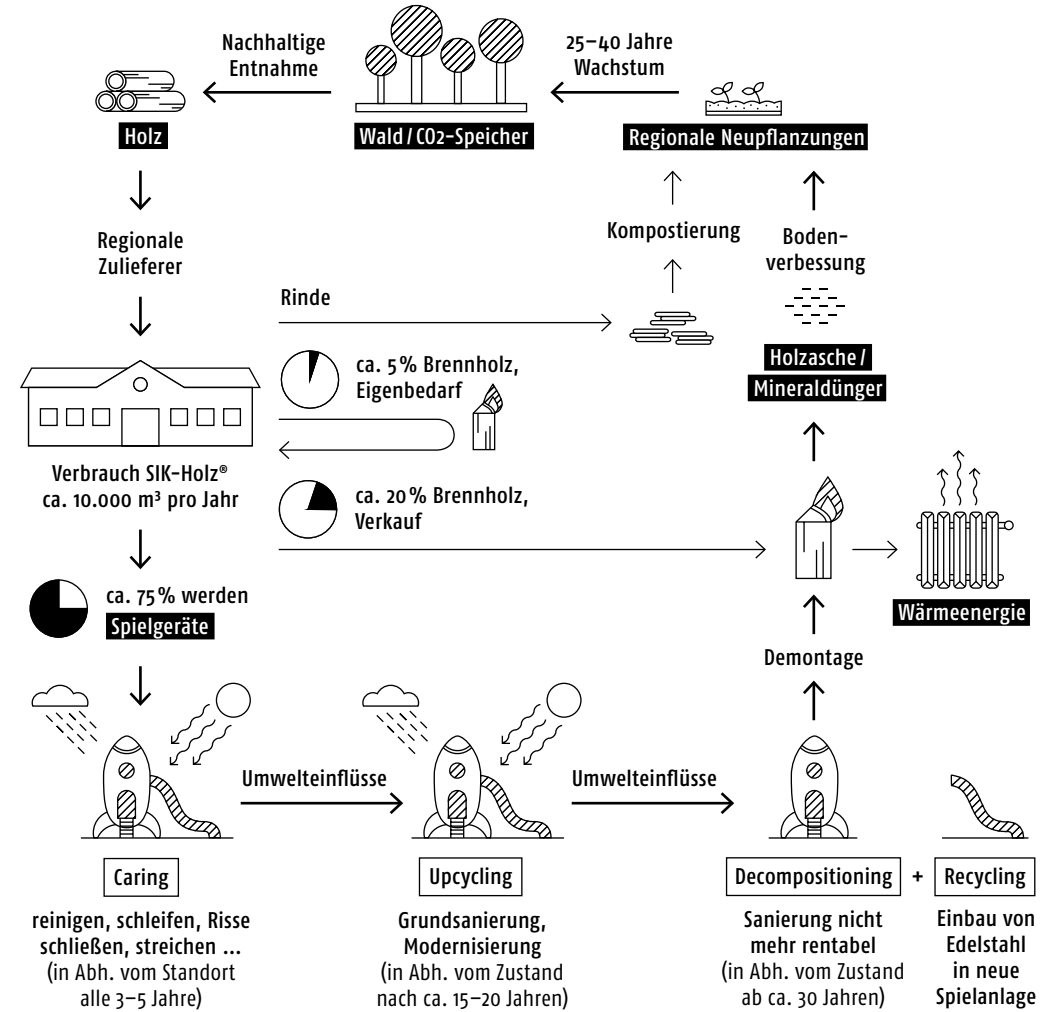 Nachhaltige
Entnahme
25–40 Jahre
Wachstum
Holz
Wald / CO2-Speicher
Regionale Neupflanzungen
Regionale
Zulieferer
Kompostierung
Boden-
verbessung
Rinde
Holzasche /
Mineraldünger
ca. 5 % Brennholz,
Eigenbedarf
Verbrauch SIK-Holz®
ca. 10.000 m³ pro Jahr
ca. 20 % Brennholz,
Verkauf
ca. 75 % werden
Spielgeräte
Wärmeenergie
Demontage
Umwelteinflüsse
Umwelteinflüsse
Caring
reinigen, schleifen, Risse
schließen, streichen ...
(in Abh. vom Standort
alle 3–5 Jahre)
Upcycling
Grundsanierung,
Modernisierung
(in Abh. vom Zustand
nach ca. 15–20 Jahren)
Decompositioning + Recycling
Sanierung nicht
mehr rentabel
(in Abh. vom Zustand
ab ca. 30 Jahren)
Einbau von
Edelstahl
in neue
Spielanlage